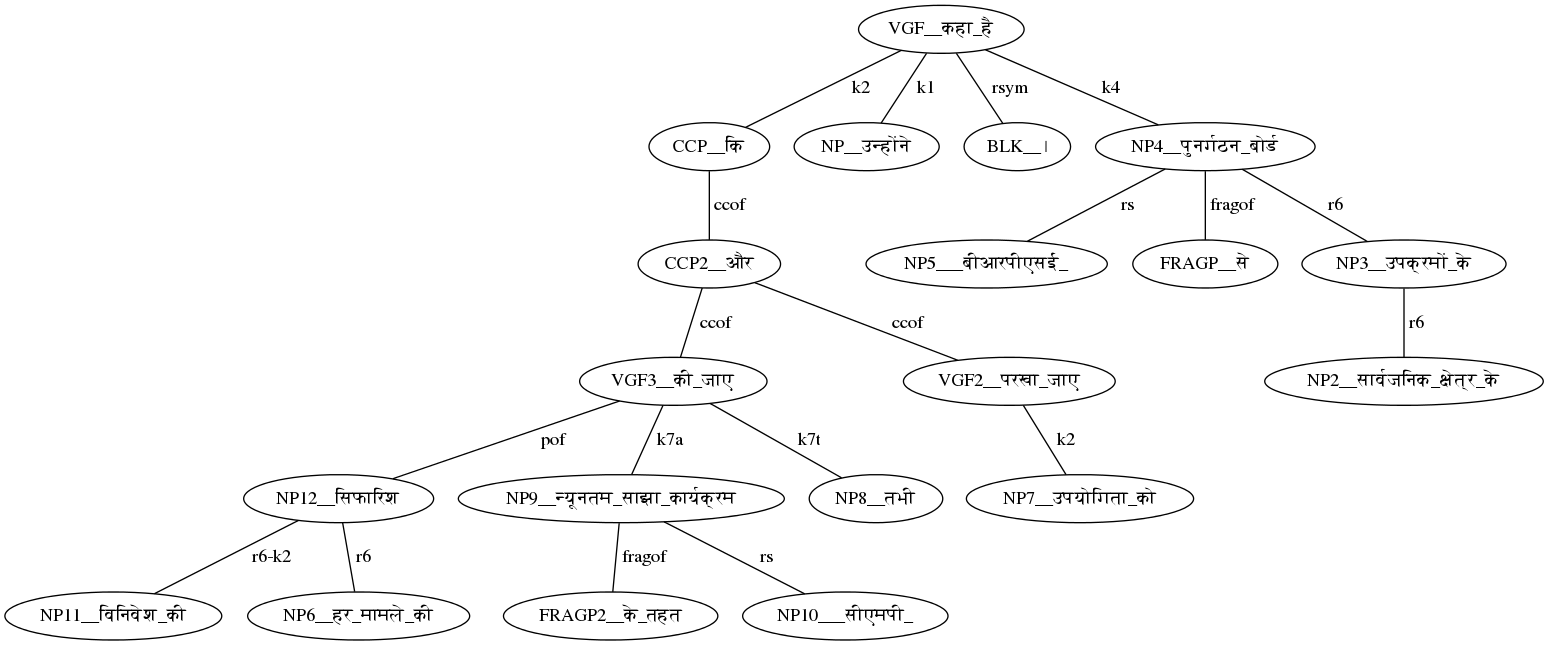 VGF__कहा_है
k2 k1 rsym k4
CCP__कि NP__उन्होंने BLK__। NP4__पुनर्गठन_बोर्ड
ccof rs fragof r6
CCP2__और NP5___बीआरपीएसई_ FRAGP__से NP3__उपक्रमों_के
ccof ccof r6
VGF3__की_जाए VGF2__परखा_जाए NP2__सार्वजनिक_क्षेत्र_के
pof k7a k7t k2
NP12__सिफारिश NP9__न्यूनतम_साझा_कार्यक्रम NP8__तभी NP7__उपयोगिता_को
r6-k2 r6 fragof rs
NP11__विनिवेश_की NP6__हर_मामले_की FRAGP2__के_तहत NP10___सीएमपी_